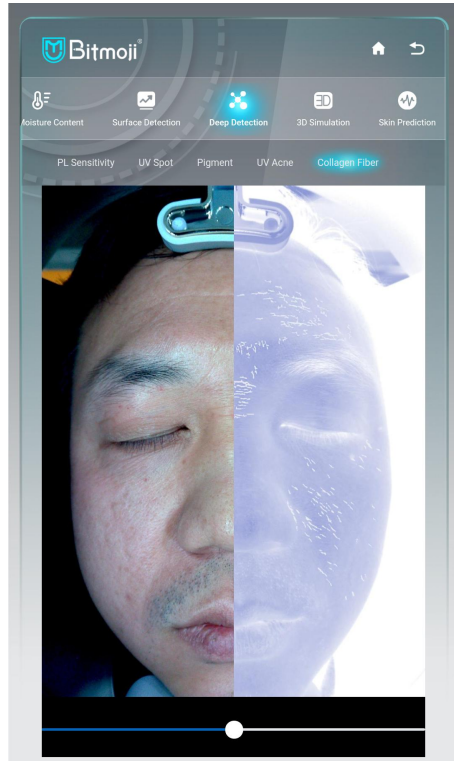 Bitmoji
Moisture Content Surface Detection Deep Detection 3D Simulation Skin Prediction
PL Sensitivity UV Spot Pigment UV Acne Collagen Fiber